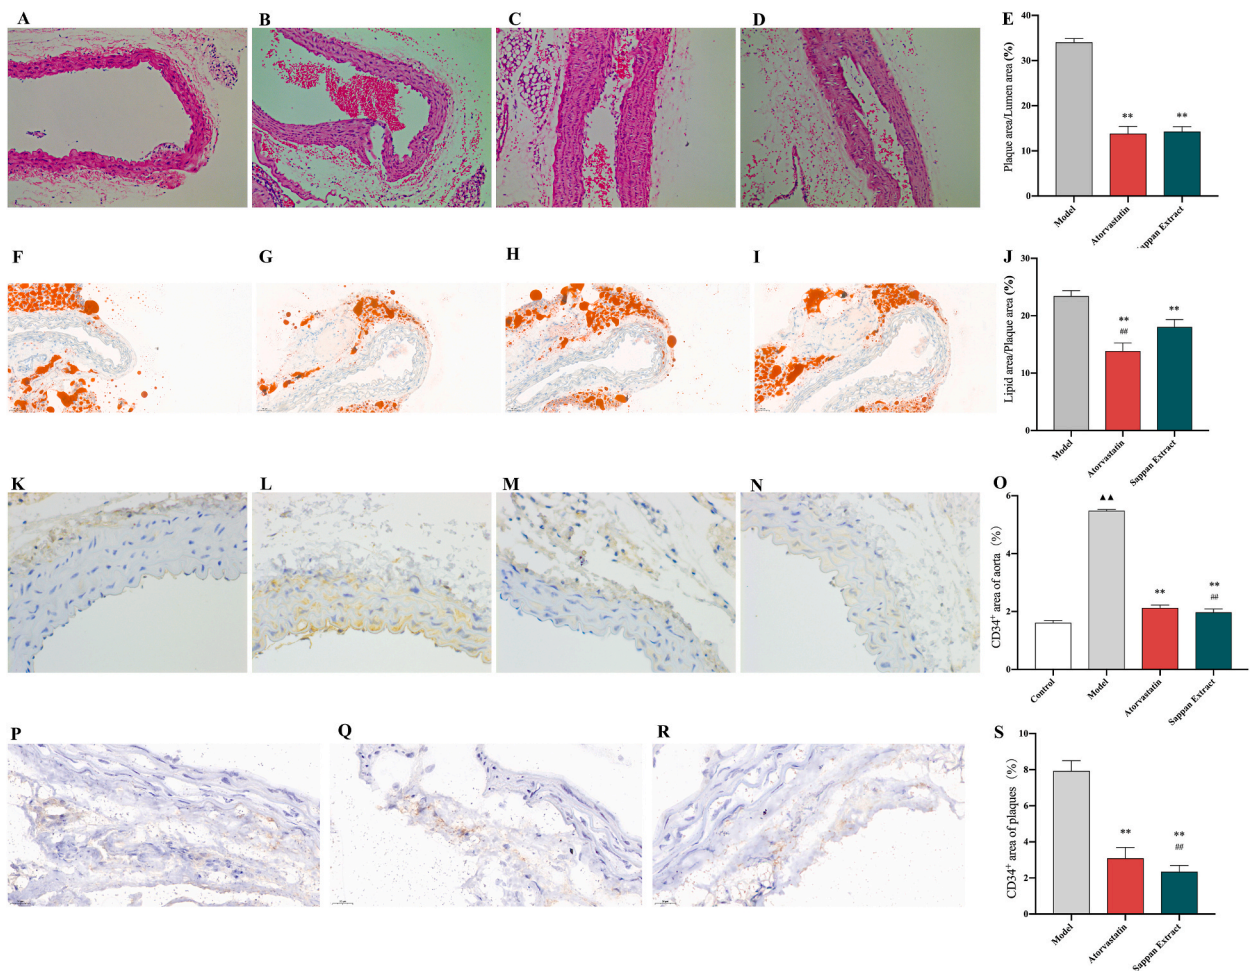 A
B
C
D
E
Plaque area/Lumen area (%)
40
30
20
10
0
**
**
Model
Atorvastatin
Sappan Extract
F
G
H
I
J
Lipid area/Plaque area (%)
30
20
10
0
**
##
**
Model
Atorvastatin
Sappan Extract
K
L
M
N
O
CD34+ area of aorta (%)
6
4
2
0
▲▲
**
**
##
Control
Model
Atorvastatin
Sappan Extract
P
Q
R
S
CD34+ area of plaques (%)
10
8
6
4
2
0
**
**
##
Model
Atorvastatin
Sappan Extract